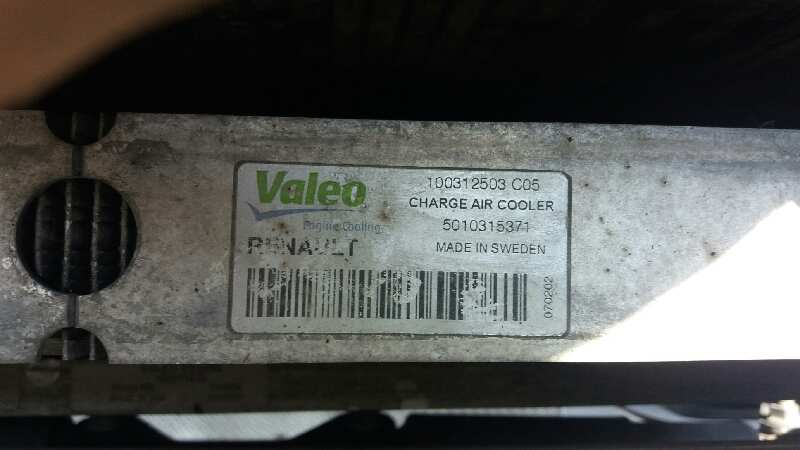 Valeo
Engine Cooling
RENAULT
100312503 C05
CHARGE AIR COOLER
5010315371
MADE IN SWEDEN
070202